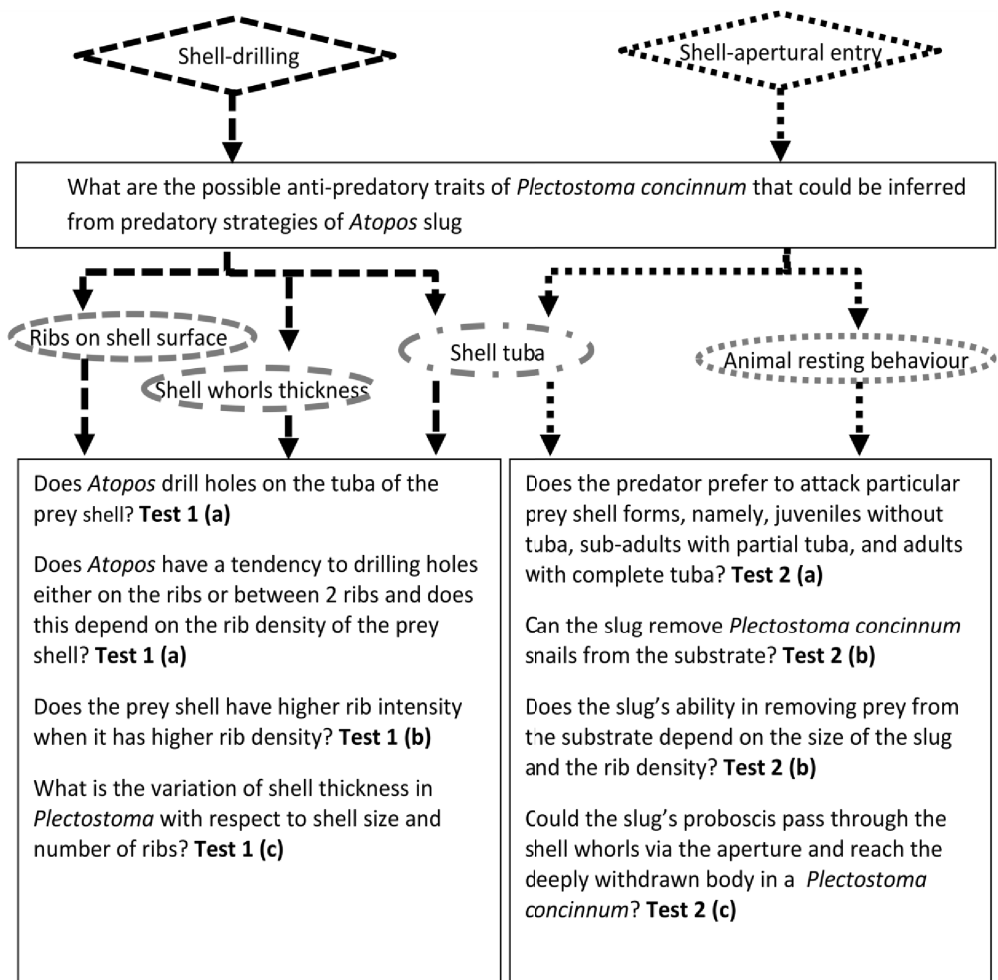 Shell-drilling
Shell-apertural entry
What are the possible anti-predatory traits of Plectostoma concinnum that could be inferred
from predatory strategies of Atopos slug
Ribs on shell surface
Shell whorls thickness
Shell tuba
Animal resting behaviour
Does Atopos drill holes on the tuba of the
prey shell? Test 1 (a)
Does Atopos have a tendency to drilling holes
either on the ribs or between 2 ribs and does
this depend on the rib density of the prey
shell? Test 1 (a)
Does the prey shell have higher rib intensity
when it has higher rib density? Test 1 (b)
What is the variation of shell thickness in
Plectostoma with respect to shell size and
number of ribs? Test 1 (c)
Does the predator prefer to attack particular
prey shell forms, namely, juveniles without
tuba, sub-adults with partial tuba, and adults
with complete tuba? Test 2 (a)
Can the slug remove Plectostoma concinnum
snails from the substrate? Test 2 (b)
Does the slug's ability in removing prey from
the substrate depend on the size of the slug
and the rib density? Test 2 (b)
Could the slug's proboscis pass through the
shell whorls via the aperture and reach the
deeply withdrawn body in a Plectostoma
concinnum? Test 2 (c)